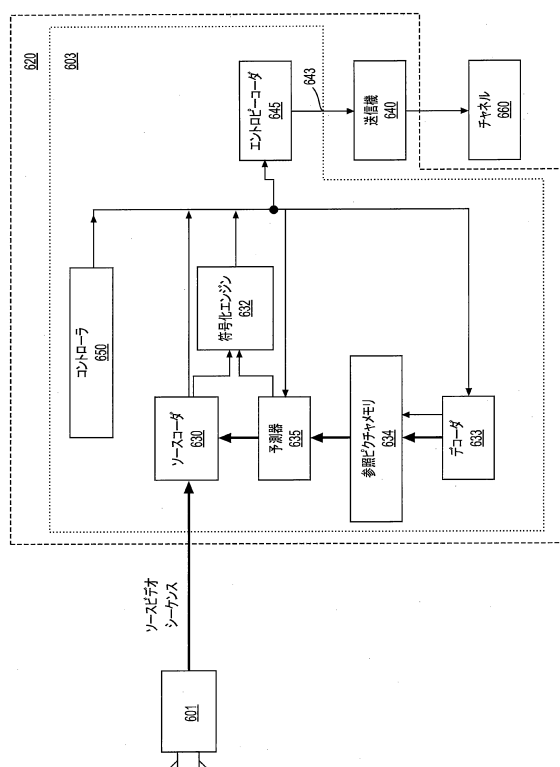 620
603
コントローラ
650
エントロピーコーダ
645
643
送信機
640
チャネル
660
符号化エンジン
632
ソースコーダ
630
予測器
635
参照ピクチャメモリ
634
デコーダ
633
ソースビデオ
シーケンス
601